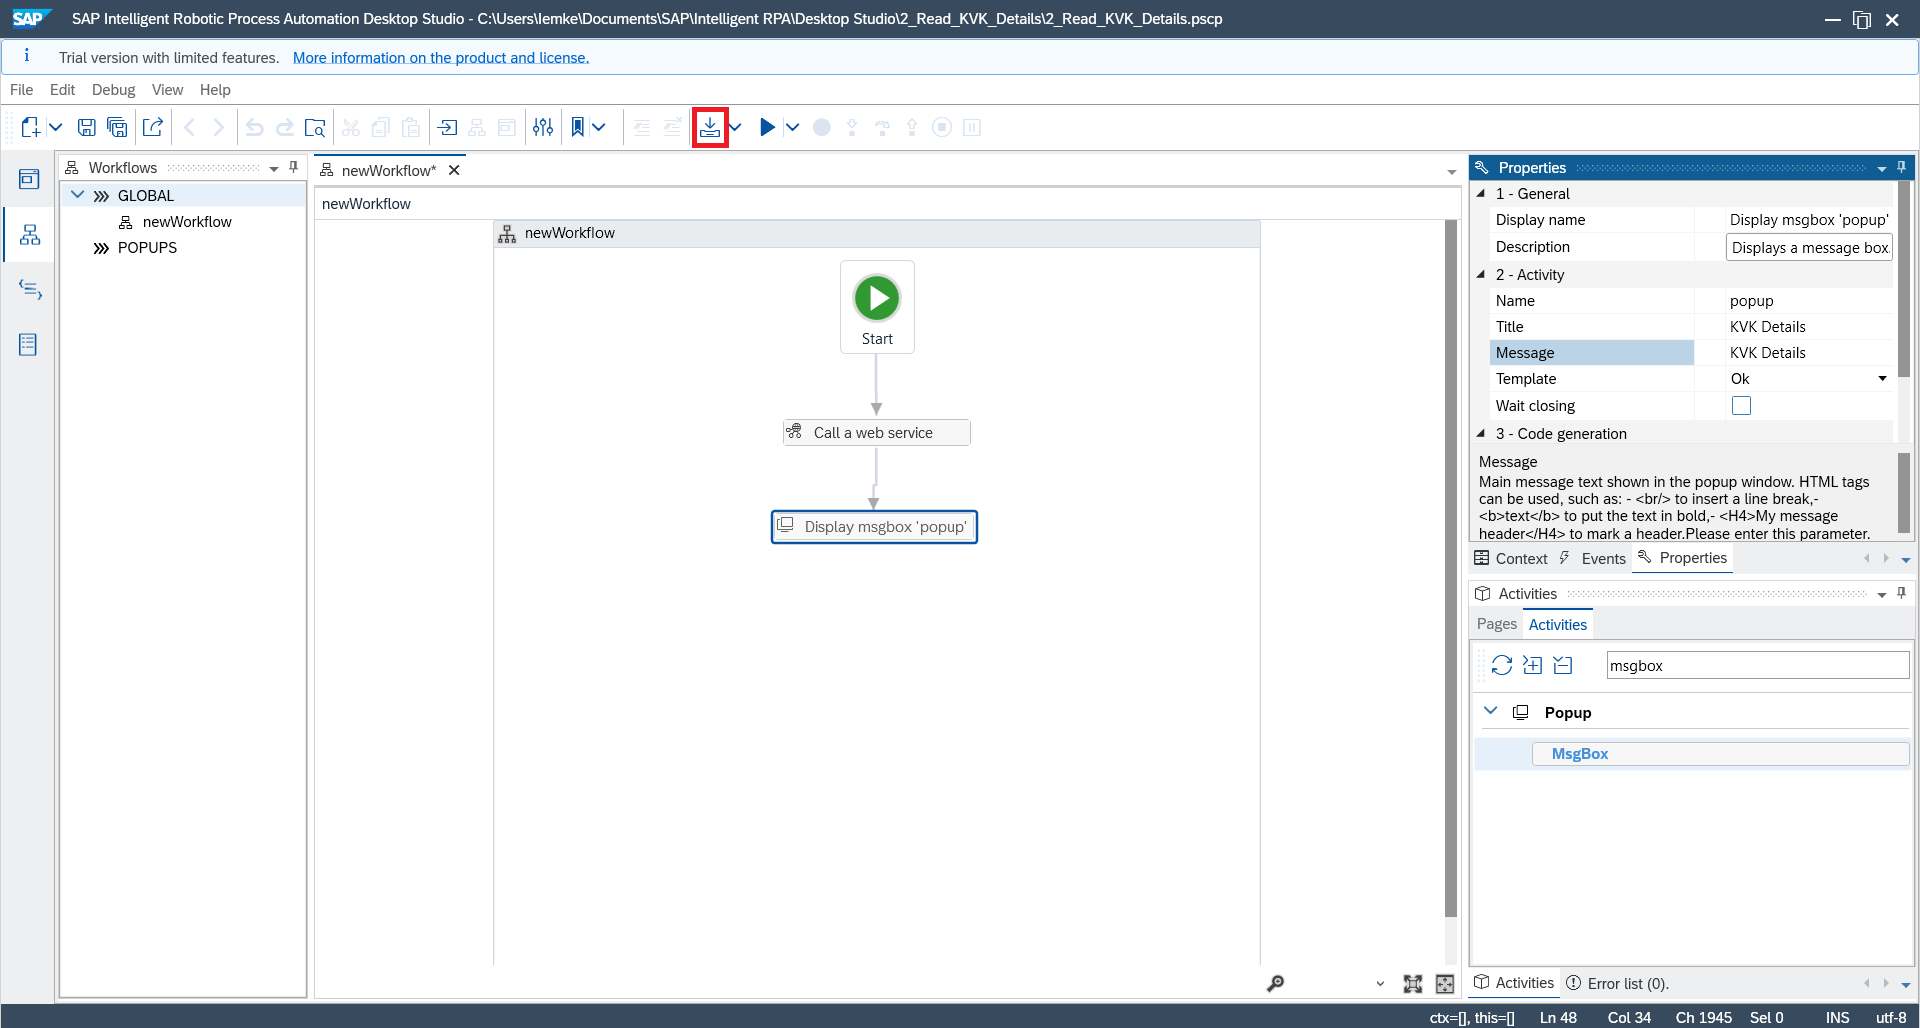 SAP SAP Intelligent Robotic Process Automation Desktop Studio - C:\Users\lemke\Documents\SAP\Intelligent RPA\Desktop Studio\2_Read_KVK_Details\2_Read_KVK_Details.pscp
i Trial version with limited features. More information on the product and license.
File Edit Debug View Help
Workflows
GLOBAL
newWorkflow
POPUPS
newWorkflow*
newWorkflow
newWorkflow
Start
Call a web service
Display msgbox 'popup'
Properties
1 - General
Display name Display msgbox 'popup'
Description Displays a message box.
2 - Activity
Name popup
Title KVK Details
Message KVK Details
Template Ok
Wait closing
3 - Code generation
Message
Main message text shown in the popup window. HTML tags
can be used, such as: - <br/> to insert a line break,-
<b>text</b> to put the text in bold,- <H4>My message
header</H4> to mark a header.Please enter this parameter.
Context Events Properties
Activities
Pages Activities
msgbox
Popup
MsgBox
Activities Error list (0).
ctx=[], this=[] Ln 48 Col 34 Ch 1945 Sel 0 INS utf-8